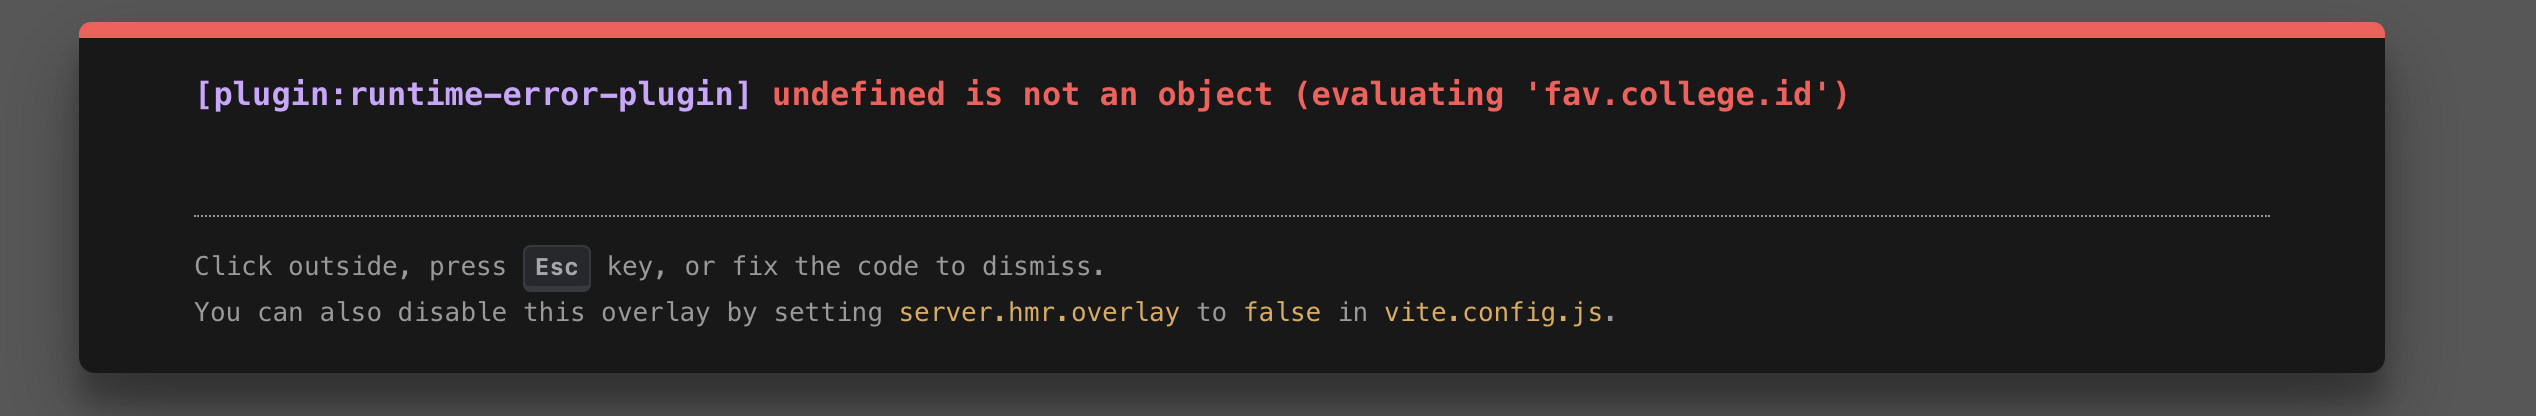 [plugin:runtime-error-plugin] undefined is not an object (evaluating 'fav.college.id')
Click outside, press Esc key, or fix the code to dismiss.
You can also disable this overlay by setting server.hmr.overlay to false in vite.config.js.